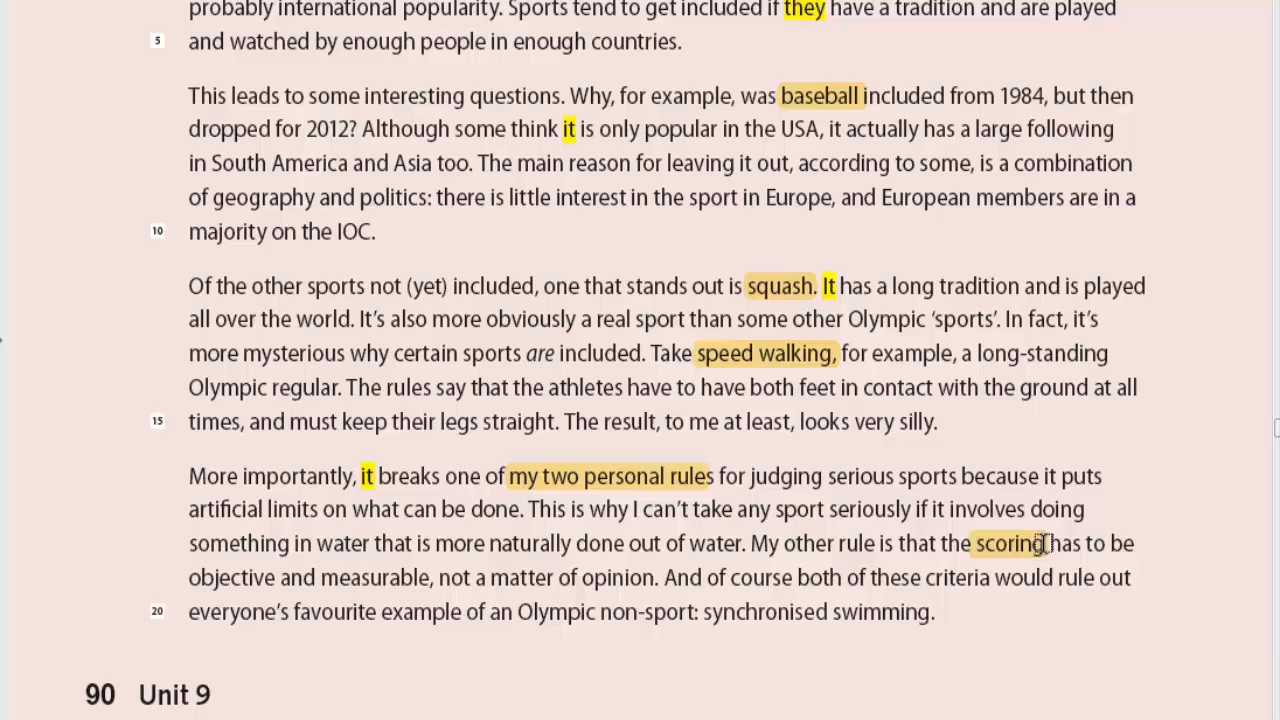 probably international popularity. Sports tend to get included if they have a tradition and are played
5 and watched by enough people in enough countries.
This leads to some interesting questions. Why, for example, was baseball included from 1984, but then
dropped for 2012? Although some think it is only popular in the USA, it actually has a large following
in South America and Asia too. The main reason for leaving it out, according to some, is a combination
of geography and politics: there is little interest in the sport in Europe, and European members are in a
10 majority on the IOC.
Of the other sports not (yet) included, one that stands out is squash. It has a long tradition and is played
all over the world. It's also more obviously a real sport than some other Olympic ‘sports’. In fact, it's
more mysterious why certain sports are included. Take speed walking, for example, a long-standing
Olympic regular. The rules say that the athletes have to have both feet in contact with the ground at all
15 times, and must keep their legs straight. The result, to me at least, looks very silly.
More importantly, it breaks one of my two personal rules for judging serious sports because it puts
artificial limits on what can be done. This is why I can't take any sport seriously if it involves doing
something in water that is more naturally done out of water. My other rule is that the scoring has to be
objective and measurable, not a matter of opinion. And of course both of these criteria would rule out
20 everyone's favourite example of an Olympic non-sport: synchronised swimming.
90 Unit 9